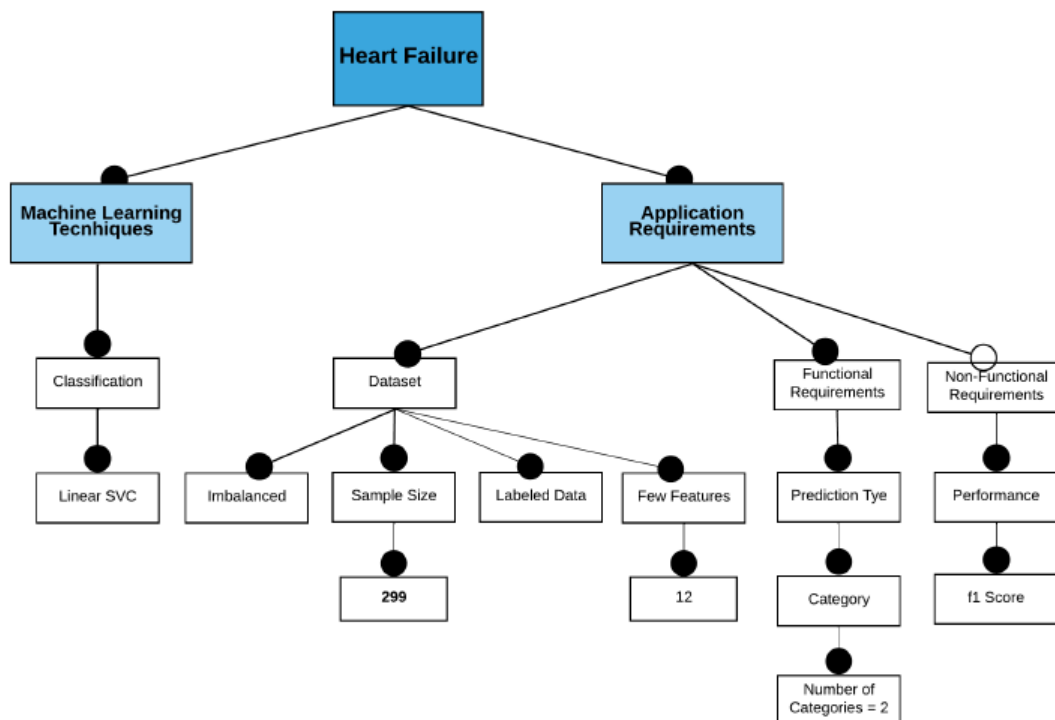 Heart Failure
Machine Learning
Tecnhiques
Application
Requirements
Classification
Dataset
Functional
Requirements
Non-Functional
Requirements
Linear SVC
Imbalanced
Sample Size
Labeled Data
Few Features
Prediction Tye
Performance
299
12
Category
f1 Score
Number of
Categories = 2